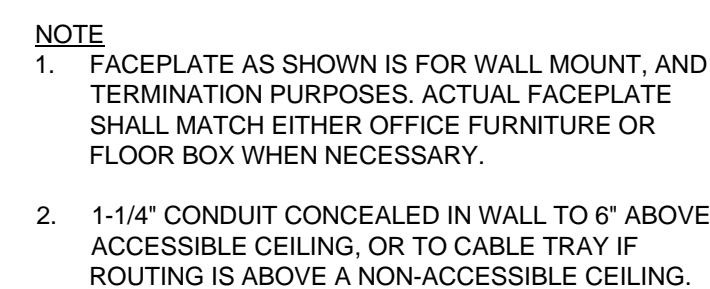 NOTE
1. FACEPLATE AS SHOWN IS FOR WALL MOUNT, AND
TERMINATION PURPOSES. ACTUAL FACEPLATE
SHALL MATCH EITHER OFFICE FURNITURE OR
FLOOR BOX WHEN NECESSARY.
2. 1-1/4" CONDUIT CONCEALED IN WALL TO 6" ABOVE
ACCESSIBLE CEILING, OR TO CABLE TRAY IF
ROUTING IS ABOVE A NON-ACCESSIBLE CEILING.